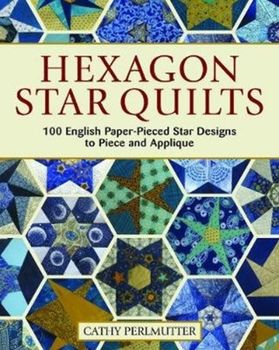 HEXAGON
STAR QUILTS
100 English Paper-Pieced Star Designs
to Piece and Applique
CATHY PERLMUTTER